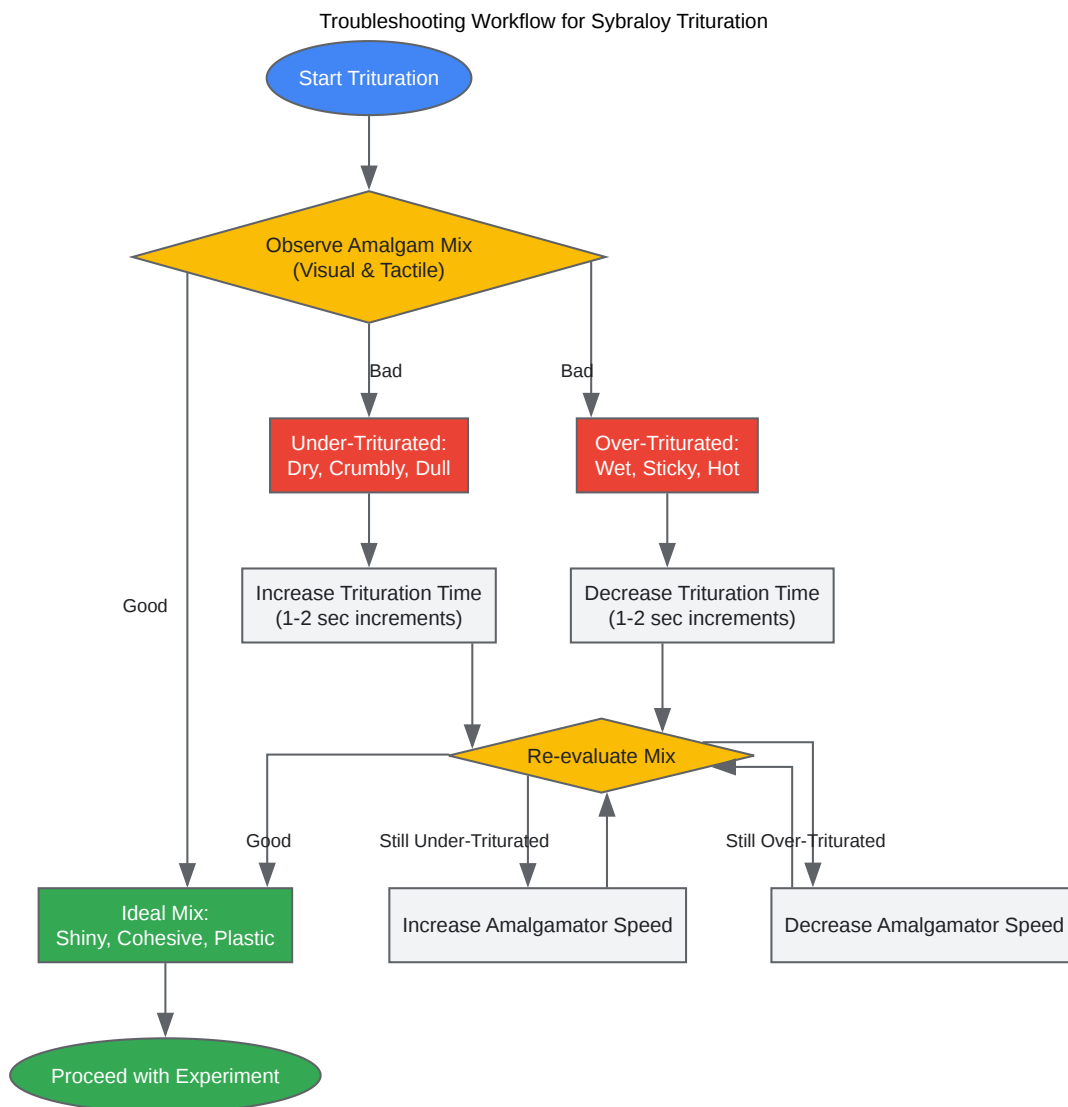 Troubleshooting Workflow for Sybraloy Trituration
Start Trituration
Observe Amalgam Mix
(Visual & Tactile)
Bad
Bad
Under-Triturated:
Dry, Crumbly, Dull
Over-Triturated:
Wet, Sticky, Hot
Good
Increase Trituration Time
(1-2 sec increments)
Decrease Trituration Time
(1-2 sec increments)
Re-evaluate Mix
Good
Still Under-Triturated
Still Over-Triturated
Ideal Mix:
Shiny, Cohesive, Plastic
Increase Amalgamator Speed
Decrease Amalgamator Speed
Proceed with Experiment